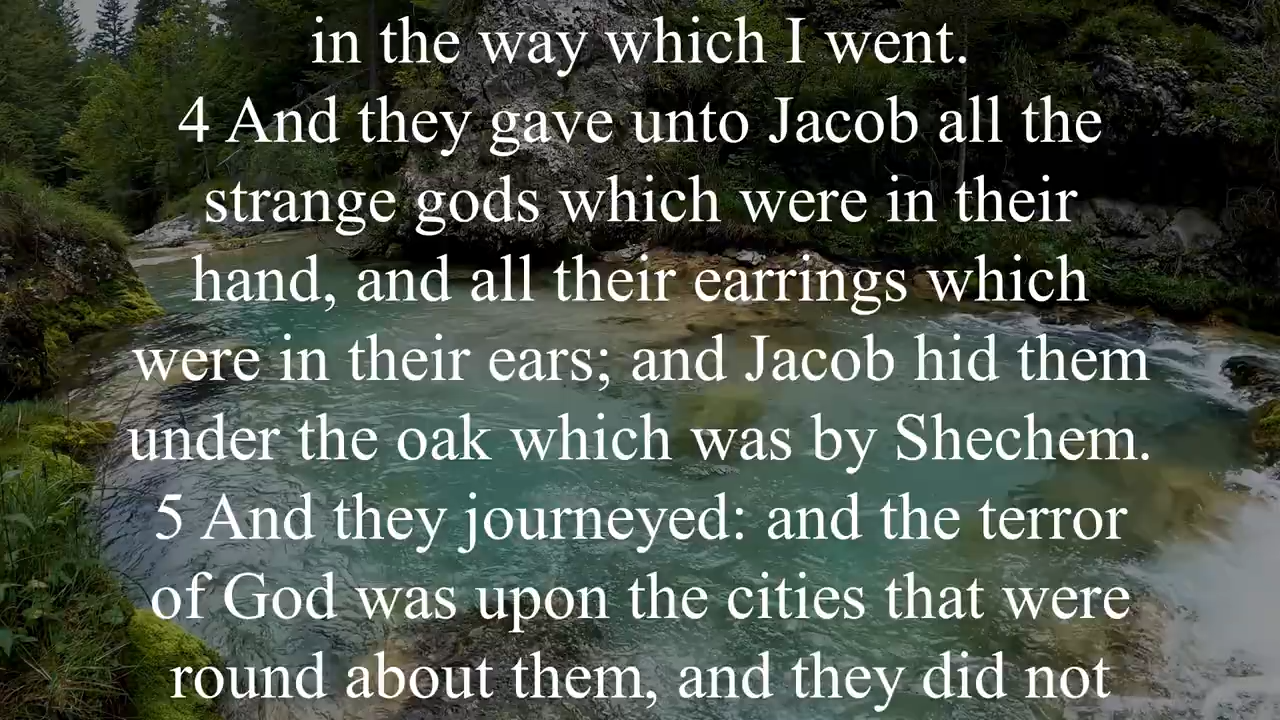 in the way which I went.
4 And they gave unto Jacob all the
strange gods which were in their
hand, and all their earrings which
were in their ears; and Jacob hid them
under the oak which was by Shechem.
5 And they journeyed: and the terror
of God was upon the cities that were
round about them, and they did not